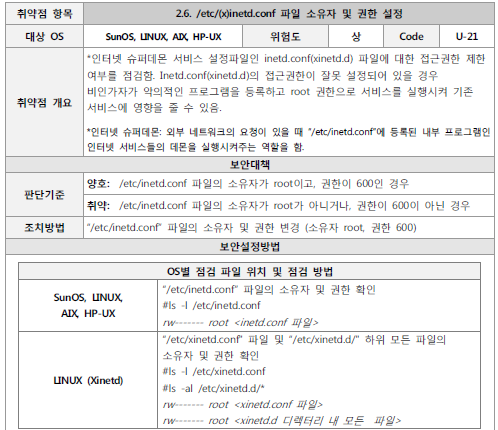 취약점 항목 2.6. /etc/(x)inetd.conf 파일 소유자 및 권한 설정
대상 OS SunOS, LINUX, AIX, HP-UX 위험도 상 Code U-21
취약점 개요
*인터넷 슈퍼데몬 서비스 설정파일인 inetd.conf(xinetd.d) 파일에 대한 접근권한 제한
여부를 점검함. Inetd.conf(xinetd.d)의 접근권한이 잘못 설정되어 있을 경우
비인가자가 악의적인 프로그램을 등록하고 root 권한으로 서비스를 실행시켜 기존
서비스에 영향을 줄 수 있음.
*인터넷 슈퍼데몬: 외부 네트워크의 요청이 있을 때 "/etc/inetd.conf"에 등록된 내부 프로그램인
인터넷 서비스들의 데몬을 실행시켜주는 역할을 함.
보안대책
판단기준
양호: /etc/inetd.conf 파일의 소유자가 root이고, 권한이 600인 경우
취약: /etc/inetd.conf 파일의 소유자가 root가 아니거나, 권한이 600이 아닌 경우
조치방법 "/etc/inetd.conf" 파일의 소유자 및 권한 변경 (소유자 root, 권한 600)
보안설정방법
OS별 점검 파일 위치 및 점검 방법
SunOS, LINUX,
AIX, HP-UX
"/etc/inetd.conf" 파일의 소유자 및 권한 확인
#ls -l /etc/inetd.conf
rw------- root <inetd.conf 파일>
LINUX (Xinetd)
"/etc/xinetd.conf" 파일 및 "/etc/xinetd.d/" 하위 모든 파일의
소유자 및 권한 확인
#ls -l /etc/xinetd.conf
#ls -al /etc/xinetd.d/*
rw------- root <xinetd.conf 파일>
rw------- root <xinetd.d 디렉터리 내 모든 파일>